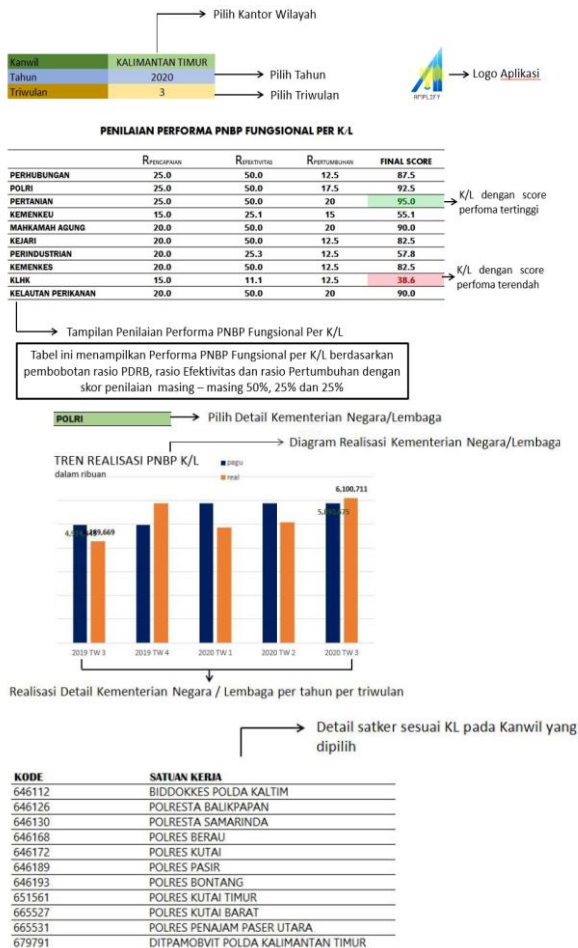 Pilih Kantor Wilayah
Kanwil KALIMANTAN TIMUR
Tahun 2020 Pilih Tahun
Triwulan 3 Pilih Triwulan
AMPLIFY
Logo Aplikasi
PENILAIAN PERFORMA PNBP FUNGSIONAL PER K/L
RPENCAPAIAN REFEKTIVITAS RPERTUMBUHAN FINAL SCORE
PERHUBUNGAN 25.0 50.0 12.5 87.5
POLRI 25.0 50.0 17.5 92.5
PERTANIAN 25.0 50.0 20 95.0
KEMENKEU 15.0 25.1 15 55.1
MAHKAMAH AGUNG 20.0 50.0 20 90.0
KEJARI 20.0 50.0 12.5 82.5
PERINDUSTRIAN 20.0 25.3 12.5 57.8
KEMENKES 20.0 50.0 12.5 82.5
KLHK 15.0 11.1 12.5 38.6
KELAUTAN PERIKANAN 20.0 50.0 20 90.0
K/L dengan score
perfoma tertinggi
K/L dengan score
perfoma terendah
Tampilan Penilaian Performa PNBP Fungsional Per K/L
Tabel ini menampilkan Performa PNBP Fungsional per K/L berdasarkan
pembobotan rasio PDRB, rasio Efektivitas dan rasio Pertumbuhan dengan
skor penilaian masing – masing 50%, 25% dan 25%
POLRI Pilih Detail Kementerian Negara/Lembaga
Diagram Realisasi Kementerian Negara/Lembaga
TREN REALISASI PNBP K/L
dalam ribuan
pagu
real
6,100,711
2019 TW 3 2019 TW 4 2020 TW 1 2020 TW 2 2020 TW 3
Realisasi Detail Kementerian Negara / Lembaga per tahun per triwulan
Detail satker sesuai KL pada Kanwil yang
dipilih
KODE SATUAN KERJA
646112 BIDDOKKES POLDA KALTIM
646126 POLRESTA BALIKPAPAN
646130 POLRESTA SAMARINDA
646168 POLRES BERAU
646172 POLRES KUTAI
646189 POLRES PASIR
646193 POLRES BONTANG
651561 POLRES KUTAI TIMUR
665527 POLRES KUTAI BARAT
665531 POLRES PENAJAM PASER UTARA
679791 DITPAMOBVIT POLDA KALIMANTAN TIMUR